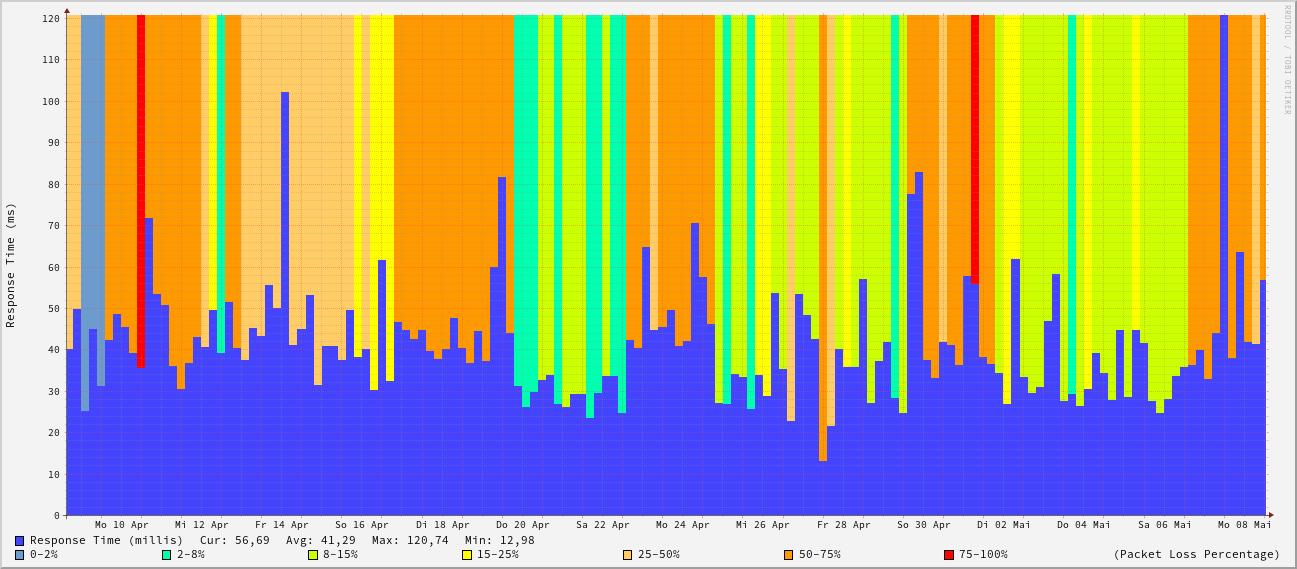 120
110
100
90
80
70
60
50
40
30
20
10
0
Response Time (ms)
RRDTOOL / TOBI OETIKER
Mo 10 Apr Mi 12 Apr Fr 14 Apr So 16 Apr Di 18 Apr Do 20 Apr Sa 22 Apr Mo 24 Apr Mi 26 Apr Fr 28 Apr So 30 Apr Di 02 Mai Do 04 Mai Sa 06 Mai Mo 08 Mai
Response Time (millis) Cur: 56,69 Avg: 41,29 Max: 120,74 Min: 12,98
0-2% 2-8% 8-15% 15-25% 25-50% 50-75% 75-100% (Packet Loss Percentage)